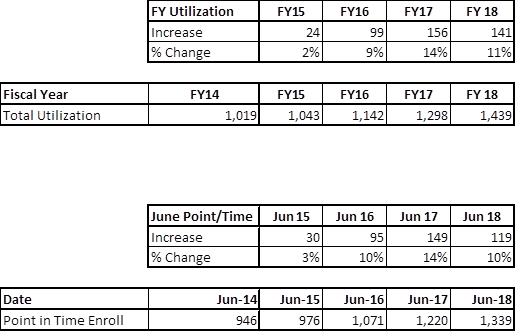 FY Utilization FY15 FY16 FY17 FY 18
Increase 24 99 156 141
% Change 2% 9% 14% 11%
Fiscal Year FY14 FY15 FY16 FY17 FY 18
Total Utilization 1,019 1,043 1,142 1,298 1,439
June Point/Time Jun 15 Jun 16 Jun 17 Jun 18
Increase 30 95 149 119
% Change 3% 10% 14% 10%
Date Jun-14 Jun-15 Jun-16 Jun-17 Jun-18
Point in Time Enroll 946 976 1,071 1,220 1,339